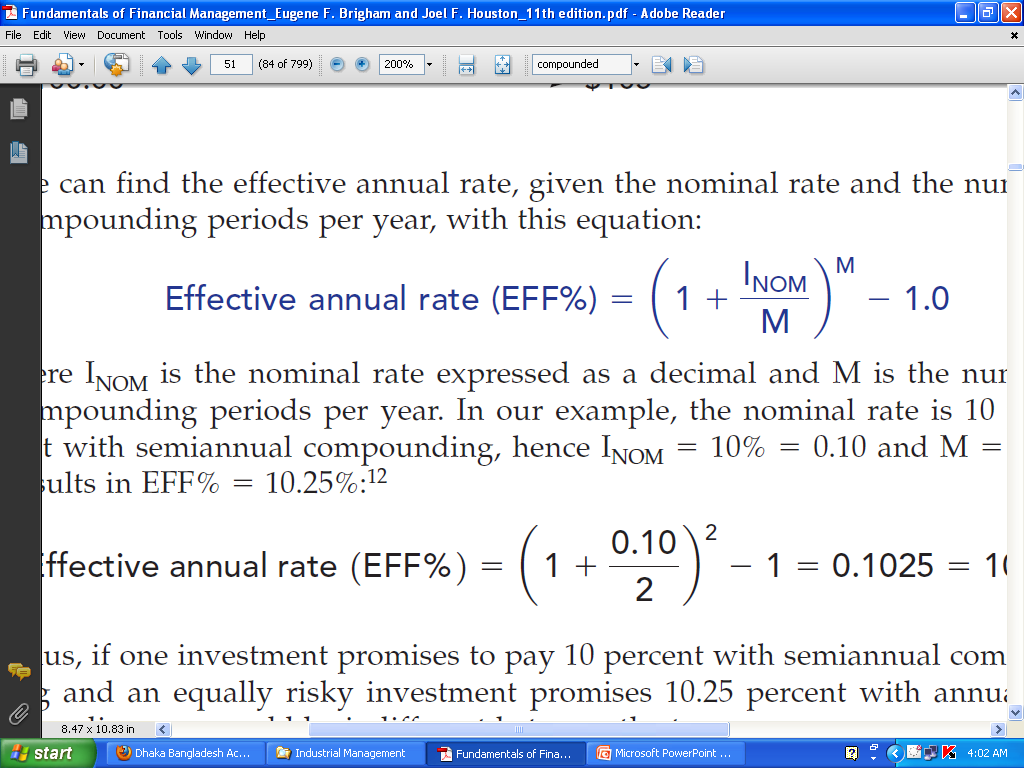 Fundamentals of Financial Management_Eugene F. Brigham and Joel F. Houston_11th edition.pdf - Adobe Reader
File Edit View Document Tools Window Help
51 (84 of 799) 200% compounded
e can find the effective annual rate, given the nominal rate and the nu
mpounding periods per year, with this equation:
Effective annual rate (EFF%) = (1 + I_NOM/M)^M − 1.0
ere I_NOM is the nominal rate expressed as a decimal and M is the nu
mpounding periods per year. In our example, the nominal rate is 10
t with semiannual compounding, hence I_NOM = 10% = 0.10 and M =
sults in EFF% = 10.25%:12
Effective annual rate (EFF%) = (1 + 0.10/2)^2 − 1 = 0.1025 = 1
us, if one investment promises to pay 10 percent with semiannual com
g and an equally risky investment promises 10.25 percent with annua
8.47 x 10.83 in
start Dhaka Bangladesh Ac... Industrial Management Fundamentals of Fina... Microsoft PowerPoint ... 4:02 AM